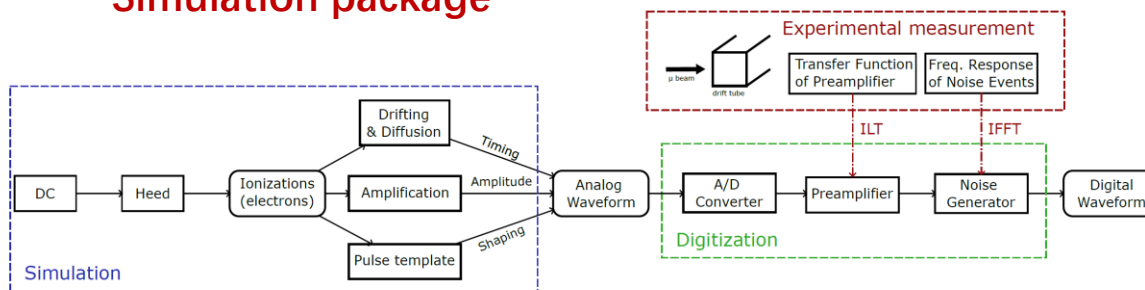 Simulation package
Experimental measurement
μ beam
drift tube
Transfer Function
of Preamplifier
Freq. Response
of Noise Events
ILT
IFFT
DC
Heed
Ionizations
(electrons)
Drifting
& Diffusion
Amplification
Pulse template
Timing
Amplitude
Shaping
Analog
Waveform
A/D
Converter
Preamplifier
Noise
Generator
Digital
Waveform
Digitization
Simulation